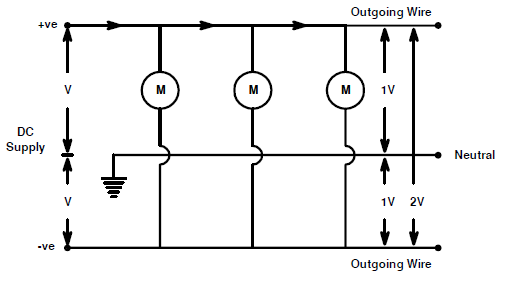 Outgoing Wire
+ve
V
M
M
M
1V
DC
Supply
Neutral
V
1V
2V
-ve
Outgoing Wire